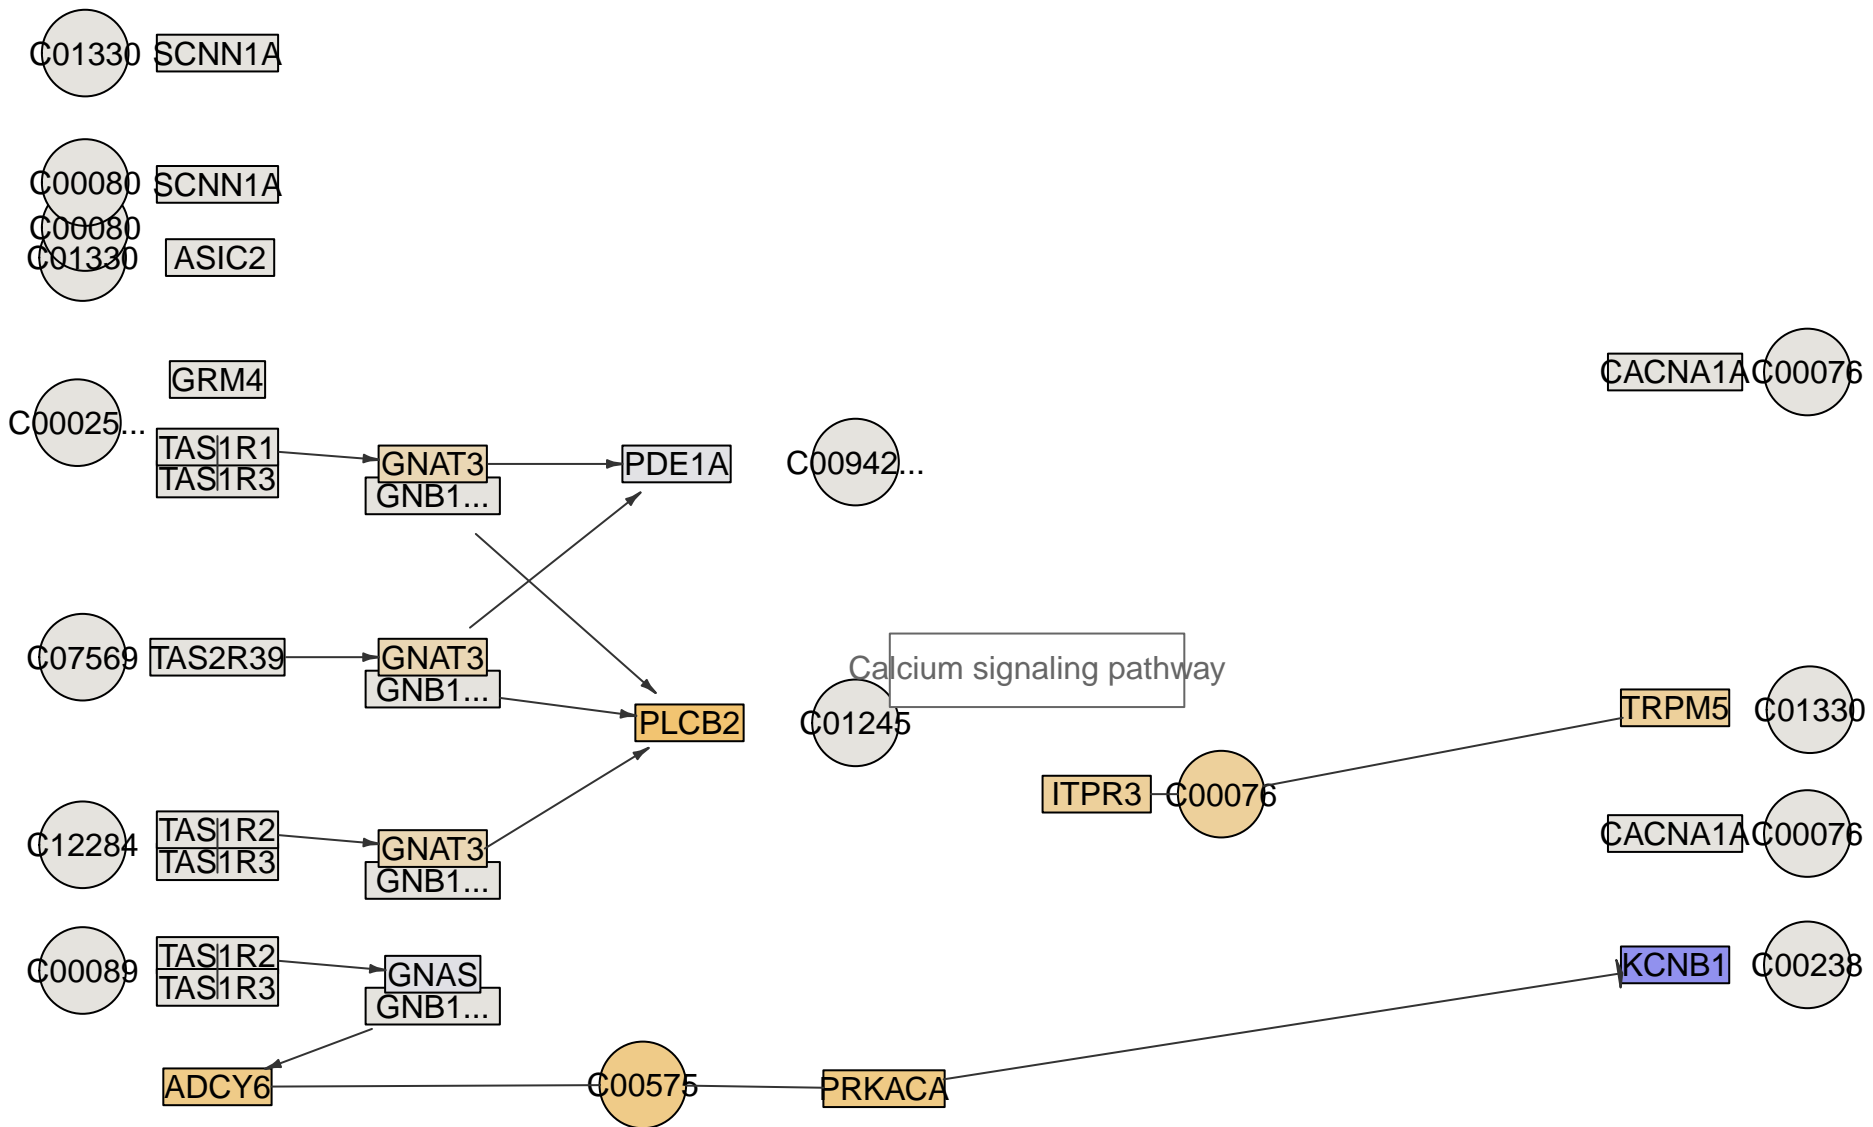 C01330 SCNN1A
C00080 SCNN1A
C00080
C01330 ASIC2
GRM4
CACNA1A C00076
C00025...
TAS1R1
GNAT3 PDE1A C00942...
TAS1R3
GNB1...
C07569 TAS2R39 GNAT3
Calcium signaling pathway
GNB1...
PLCB2 C01245
TRPM5 C01330
ITPR3 C00076
TAS1R2
CACNA1A C00076
C12284
GNAT3
TAS1R3
GNB1...
TAS1R2
KCNB1 C00238
C00089
GNAS
TAS1R3
GNB1...
ADCY6 C00575 PRKACA